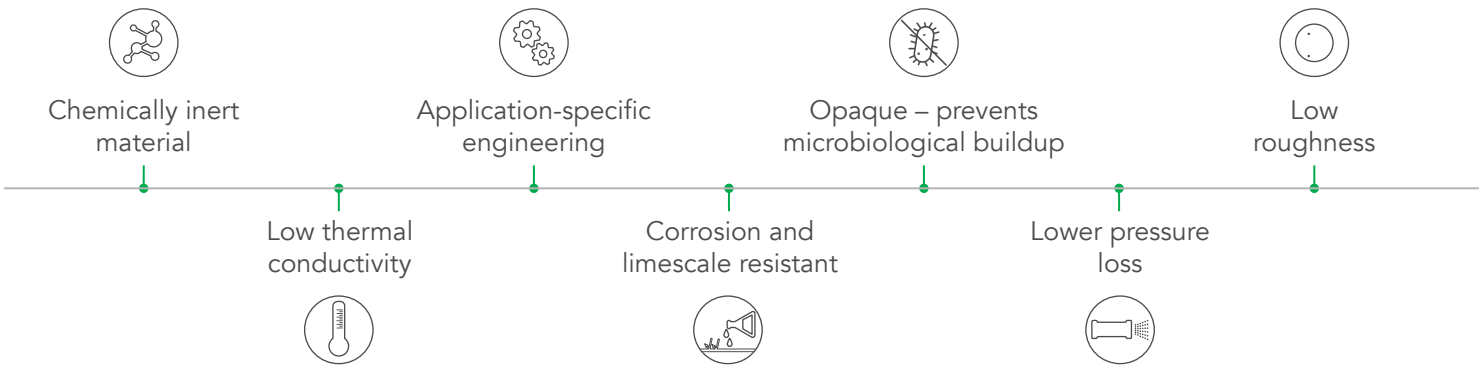 Chemically inert
material
Low thermal
conductivity
Application-specific
engineering
Corrosion and
limescale resistant
Opaque – prevents
microbiological buildup
Lower pressure
loss
Low
roughness